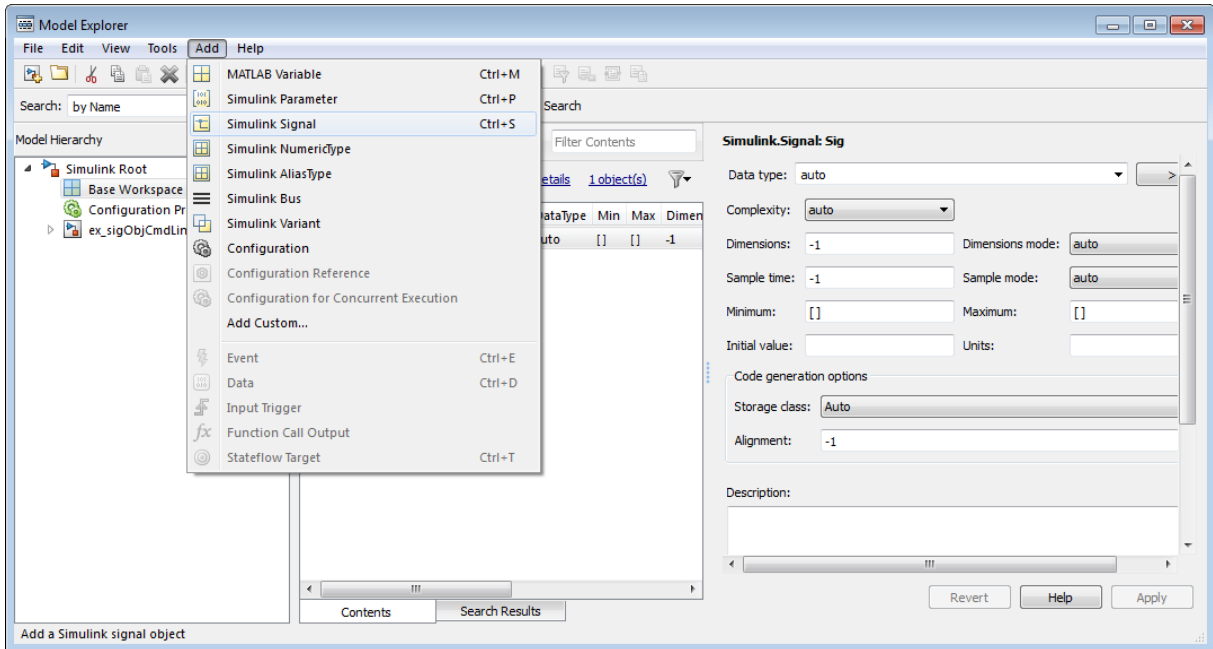 Model Explorer
File Edit View Tools Add Help
Search: by Name
Search
Model Hierarchy
Simulink Root
Base Workspace
Configuration Pr
ex_sigObjCmdLin
MATLAB Variable Ctrl+M
Simulink Parameter Ctrl+P
Simulink Signal Ctrl+S
Simulink NumericType
Simulink AliasType
Simulink Bus
Simulink Variant
Configuration
Configuration Reference
Configuration for Concurrent Execution
Add Custom...
Event Ctrl+E
Data Ctrl+D
Input Trigger
fx Function Call Output
Stateflow Target Ctrl+T
Filter Contents
etails 1 object(s)
ataType Min Max Dimen
uto [] [] -1
Contents Search Results
Simulink.Signal: Sig
Data type: auto >
Complexity: auto
Dimensions: -1 Dimensions mode: auto
Sample time: -1 Sample mode: auto
Minimum: [] Maximum: []
Initial value: Units:
Code generation options
Storage class: Auto
Alignment: -1
Description:
Revert Help Apply
Add a Simulink signal object